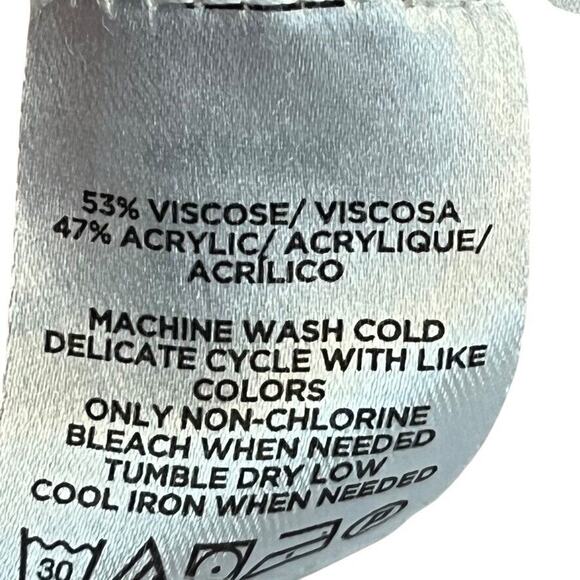 53% VISCOSE/ VISCOSA
47% ACRYLIC/ ACRYLIQUE/
ACRÍLICO
MACHINE WASH COLD
DELICATE CYCLE WITH LIKE
COLORS
ONLY NON-CHLORINE
BLEACH WHEN NEEDED
TUMBLE DRY LOW
COOL IRON WHEN NEEDED
30 P